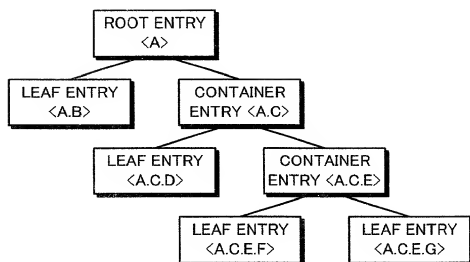 ROOT ENTRY
〈A〉
LEAF ENTRY
〈A.B〉
CONTAINER
ENTRY 〈A.C〉
LEAF ENTRY
〈A.C.D〉
CONTAINER
ENTRY 〈A.C.E〉
LEAF ENTRY
〈A.C.E.F〉
LEAF ENTRY
〈A.C.E.G〉